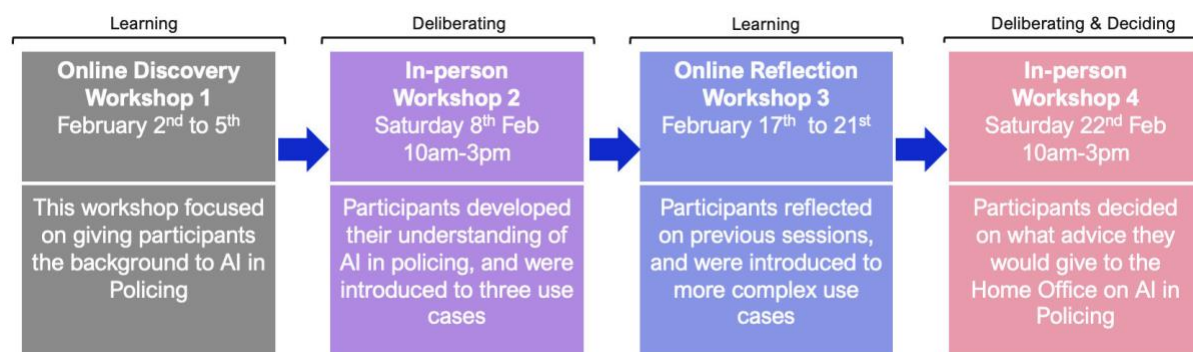 Learning
Online Discovery
Workshop 1
February 2nd to 5th
This workshop focused
on giving participants
the background to AI in
Policing
Deliberating
In-person
Workshop 2
Saturday 8th Feb
10am-3pm
Participants developed
their understanding of
AI in policing, and were
introduced to three use
cases
Learning
Online Reflection
Workshop 3
February 17th to 21st
Participants reflected
on previous sessions,
and were introduced to
more complex use
cases
Deliberating & Deciding
In-person
Workshop 4
Saturday 22nd Feb
10am-3pm
Participants decided
on what advice they
would give to the
Home Office on AI in
Policing